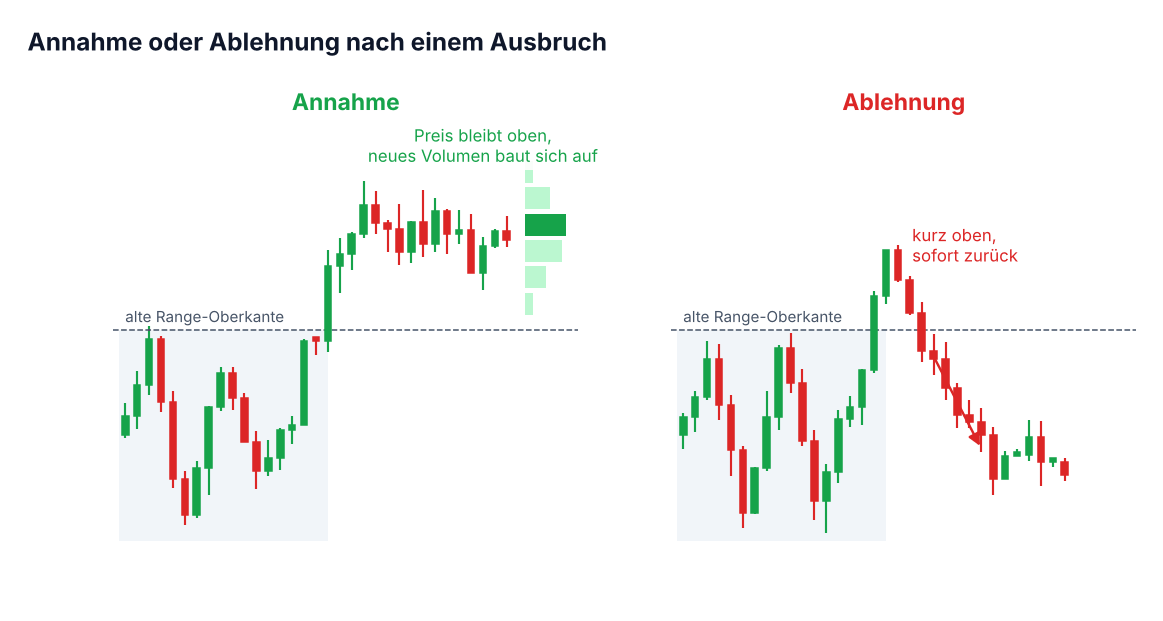 Annahme oder Ablehnung nach einem Ausbruch
Annahme
Preis bleibt oben,
neues Volumen baut sich auf
alte Range-Oberkante
Ablehnung
kurz oben,
sofort zurück
alte Range-Oberkante